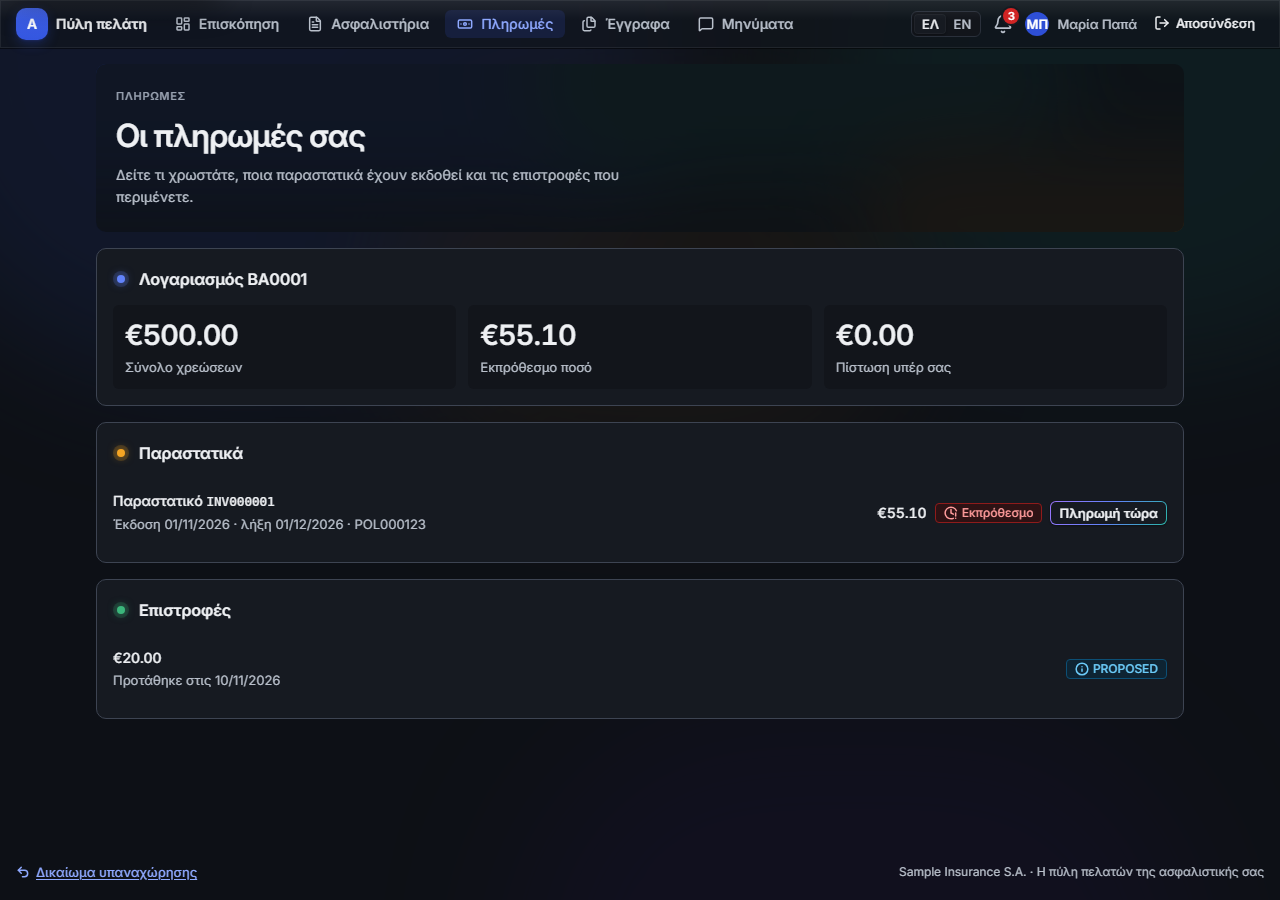 A Πύλη πελάτη Επισκόπηση Ασφαλιστήρια Πληρωμές Έγγραφα Μηνύματα ΕΛ EN 3 ΜΠ Μαρία Παπά Αποσύνδεση
ΠΛΗΡΩΜΕΣ
Οι πληρωμές σας
Δείτε τι χρωστάτε, ποια παραστατικά έχουν εκδοθεί και τις επιστροφές που
περιμένετε.
Λογαριασμός BA0001
€500.00 €55.10 €0.00
Σύνολο χρεώσεων Εκπρόθεσμο ποσό Πίστωση υπέρ σας
Παραστατικά
Παραστατικό INV000001
Έκδοση 01/11/2026 · λήξη 01/12/2026 · POL000123
€55.10 Εκπρόθεσμο Πληρωμή τώρα
Επιστροφές
€20.00
Προτάθηκε στις 10/11/2026
PROPOSED
Δικαίωμα υπαναχώρησης
Sample Insurance S.A. · Η πύλη πελατών της ασφαλιστικής σας